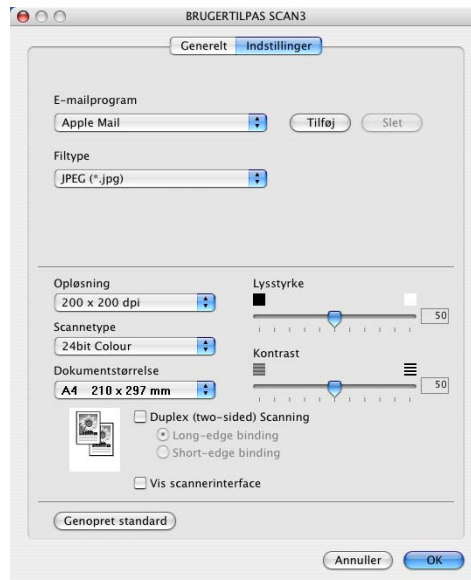 BRUGERTILPAS SCAN3
Generelt Indstillinger
E-mailprogram
Apple Mail Tilføj Slet
Filtype
JPEG (*.jpg)
Opløsning Lysstyrke
200 x 200 dpi 50
Scannetype
24bit Colour
Kontrast
Dokumentstørrelse
A4 210 x 297 mm 50
Duplex (two-sided) Scanning
Long-edge binding
Short-edge binding
Vis scannerinterface
Genopret standard
Annuller OK